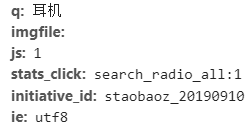 q: 耳机
imgfile:
js: 1
stats_click: search_radio_all:1
initiative_id: staobaoz_20190910
ie: utf8